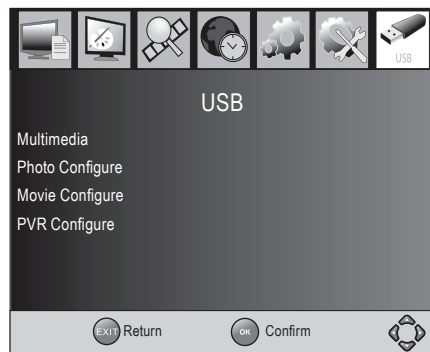 USB
USB
Multimedia
Photo Configure
Movie Configure
PVR Configure
EXIT Return
OK Confirm